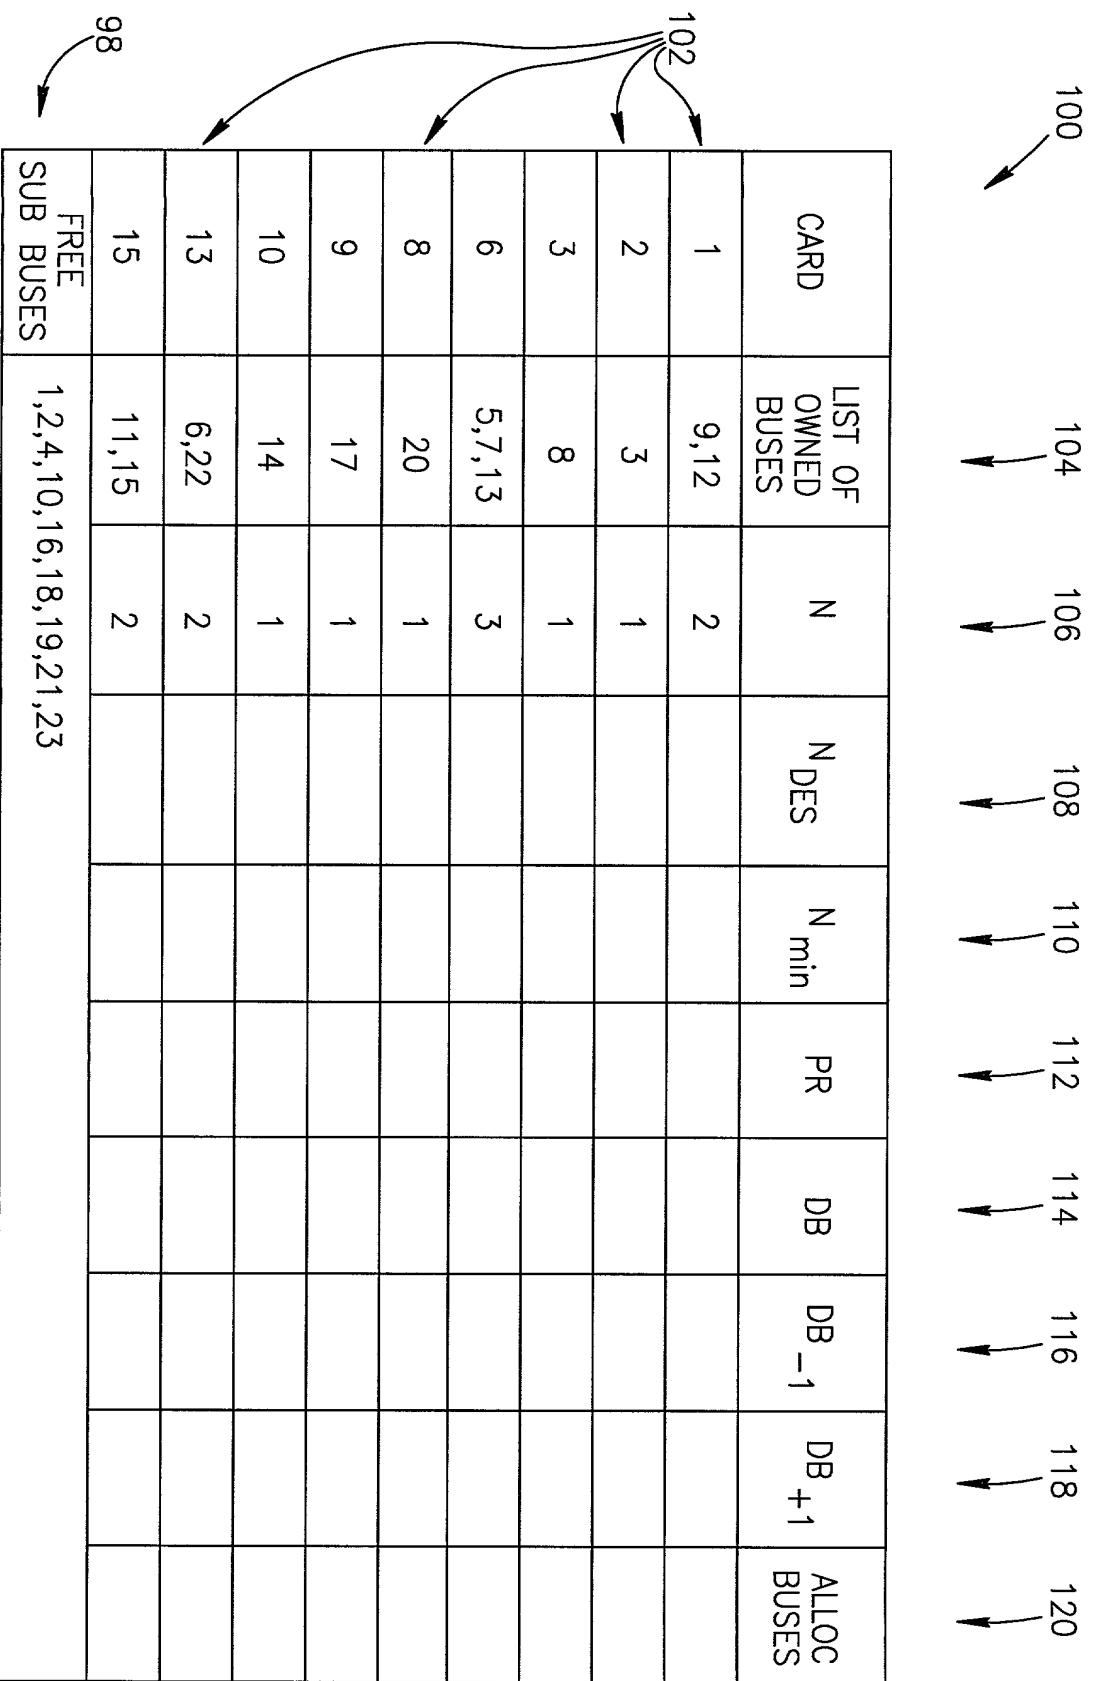 100
104
106
108
110
112
114
116
118
120
102
98
CARD
LIST OF
OWNED
BUSES
N
N DES
N min
PR
DB
DB -1
DB +1
ALLOC
BUSES
1
9,12
2
2
3
1
3
8
1
6
5,7,13
3
8
20
1
9
17
1
10
14
1
13
6,22
2
15
11,15
2
FREE
SUB BUSES
1,2,4,10,16,18,19,21,23